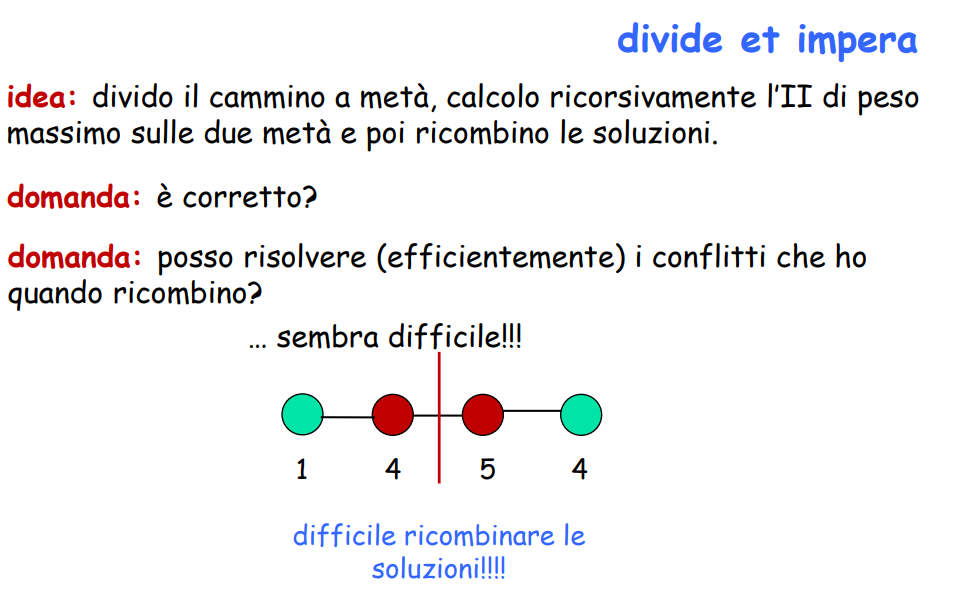 divide et impera
idea: divido il cammino a metà, calcolo ricorsivamente l'II di peso
massimo sulle due metà e poi ricombino le soluzioni.
domanda: è corretto?
domanda: posso risolvere (efficientemente) i conflitti che ho
quando ricombino?
… sembra difficile!!!
1 4 5 4
difficile ricombinare le
soluzioni!!!!